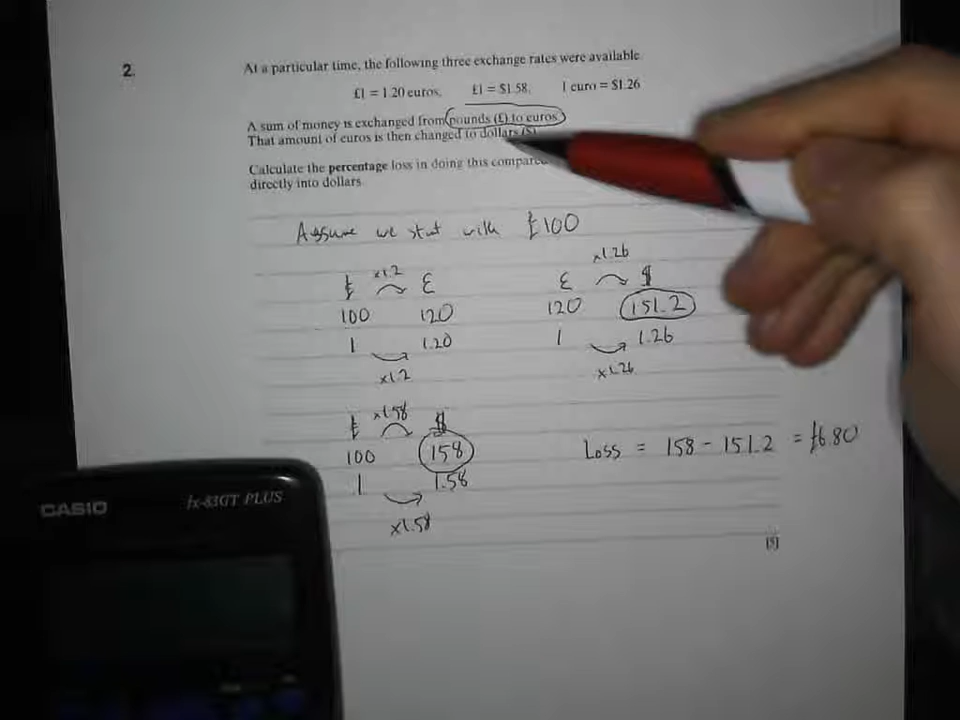 2.
At a particular time, the following three exchange rates were available
£1 = 1.20 euros, £1 = $1.58, 1 euro = $1.26
A sum of money is exchanged from pounds (£) to euros
That amount of euros is then changed to dollars ($)
Calculate the percentage loss in doing this compared
directly into dollars
Assume we start with £100
£ ×1.2 €
100 120
1 1.20
×1.2
€ ×1.26 $
120 151.2
1 1.26
×1.26
£ ×1.58 $
100 158
1 1.58
×1.58
Loss = 158 - 151.2 = £6.80
[5]
CASIO fx-83GT PLUS